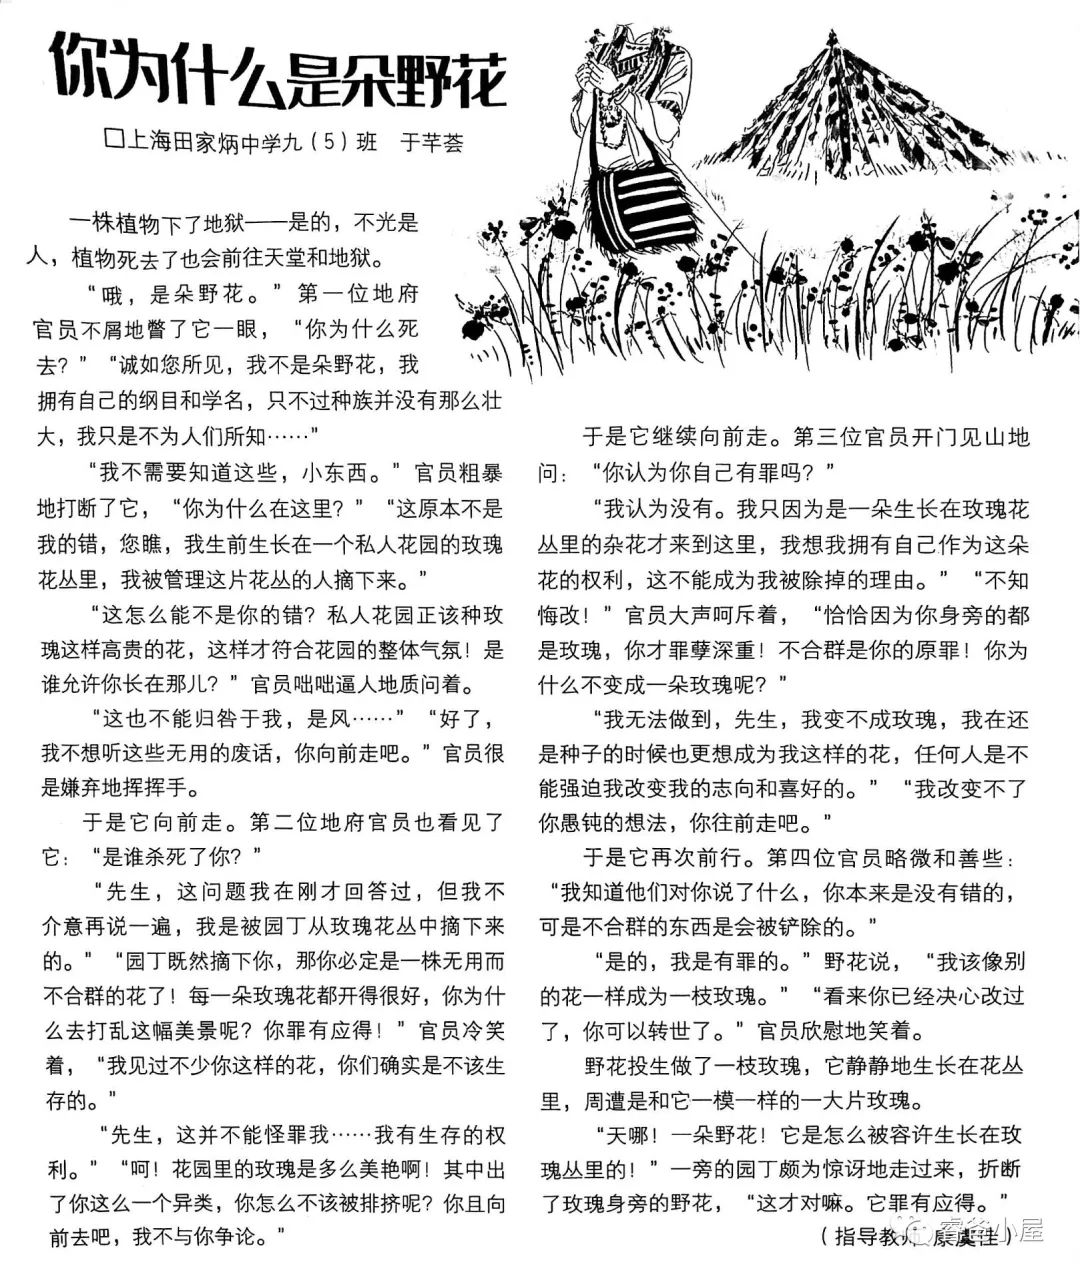 你为什么是朵野花
□上海田家炳中学九（5）班　于芊荟
一株植物下了地狱——是的，不光是
人，植物死去了也会前往天堂和地狱。
“哦，是朵野花。”第一位地府
官员不屑地瞥了它一眼，“你为什么死
去？”“诚如您所见，我不是朵野花，我
拥有自己的纲目和学名，只不过种族并没有那么壮
大，我只是不为人们所知……”
“我不需要知道这些，小东西。”官员粗暴
地打断了它，“你为什么在这里？”“这原本不是
我的错，您瞧，我生前生长在一个私人花园的玫瑰
花丛里，我被管理这片花丛的人摘下来。”
“这怎么能不是你的错？私人花园正该种玫
瑰这样高贵的花，这样才符合花园的整体气氛！是
谁允许你长在那儿？”官员咄咄逼人地质问着。
“这也不能归咎于我，是风……”“好了，
我不想听这些无用的废话，你向前走吧。”官员很
是嫌弃地挥挥手。
于是它向前走。第二位地府官员也看见了
它：“是谁杀死了你？”
“先生，这问题我在刚才回答过，但我不
介意再说一遍，我是被园丁从玫瑰花丛中摘下来
的。”“园丁既然摘下你，那你必定是一株无用而
不合群的花了！每一朵玫瑰花都开得很好，你为什
么去打乱这幅美景呢？你罪有应得！”官员冷笑
着，“我见过不少你这样的花，你们确实是不该生
存的。”
“先生，这并不能怪罪我……我有生存的权
利。”“呵！花园里的玫瑰是多么美艳啊！其中出
了你这么一个异类，你怎么不该被排挤呢？你且向
前去吧，我不与你争论。”
于是它继续向前走。第三位官员开门见山地
问：“你认为你自己有罪吗？”
“我认为没有。我只因为是一朵生长在玫瑰花
丛里的杂花才来到这里，我想我拥有自己作为这朵
花的权利，这不能成为我被除掉的理由。”“不知
悔改！”官员大声呵斥着，“恰恰因为你身旁的都
是玫瑰，你才罪孽深重！不合群是你的原罪！你为
什么不变成一朵玫瑰呢？”
“我无法做到，先生，我变不成玫瑰，我在还
是种子的时候也更想成为我这样的花，任何人是不
能强迫我改变我的志向和喜好的。”“我改变不了
你愚钝的想法，你往前走吧。”
于是它再次前行。第四位官员略微和善些：
“我知道他们对你说了什么，你本来是没有错的，
可是不合群的东西是会被铲除的。”
“是的，我是有罪的。”野花说，“我该像别
的花一样成为一枝玫瑰。”“看来你已经决心改过
了，你可以转世了。”官员欣慰地笑着。
野花投生做了一枝玫瑰，它静静地生长在花丛
里，周遭是和它一模一样的一大片玫瑰。
“天哪！一朵野花！它是怎么被容许生长在玫
瑰丛里的！”一旁的园丁颇为惊讶地走过来，折断
了玫瑰身旁的野花，“这才对嘛。它罪有应得。”
（指导教师
睿爸小屋